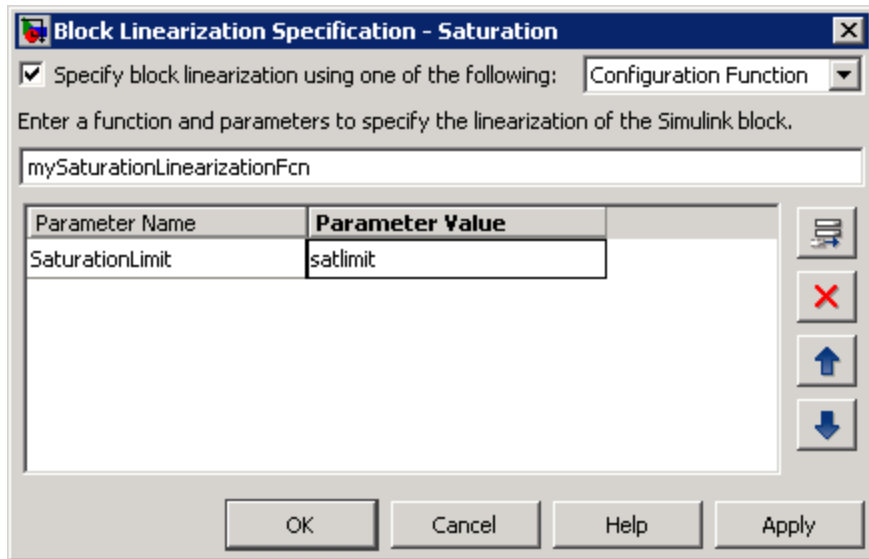 Block Linearization Specification - Saturation
Specify block linearization using one of the following: Configuration Function
Enter a function and parameters to specify the linearization of the Simulink block.
mySaturationLinearizationFcn
Parameter Name Parameter Value
SaturationLimit satlimit
OK Cancel Help Apply